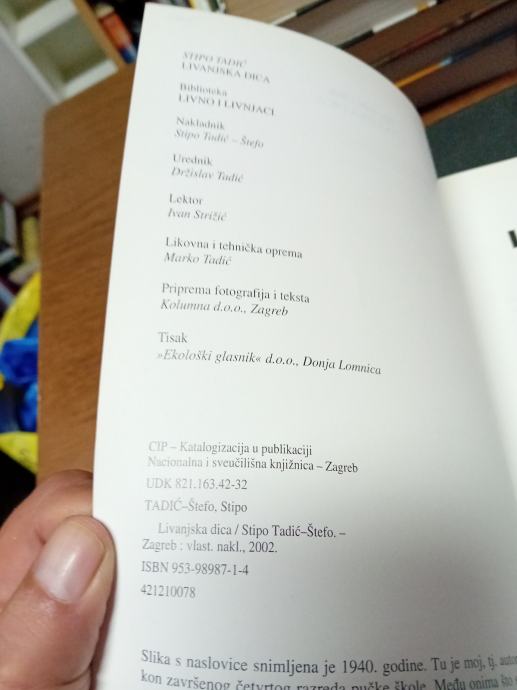 STIPO TADIĆ
LIVANJSKA DICA
Biblioteka
LIVNO I LIVNJACI
Nakladnik
Stipo Tadić – Štefo
Urednik
Držislav Tadić
Lektor
Ivan Strižić
Likovna i tehnička oprema
Marko Tadić
Priprema fotografija i teksta
Kolumna d.o.o., Zagreb
Tisak
»Ekološki glasnik« d.o.o., Donja Lomnica
CIP – Katalogizacija u publikaciji
Nacionalna i sveučilišna knjižnica – Zagreb
UDK 821.163.42-32
TADIĆ–Štefo, Stipo
Livanjska dica / Stipo Tadić–Štefo. –
Zagreb : vlast. nakl., 2002.
ISBN 953-98987-1-4
421210078
Slika s naslovice snimljena je 1940. godine. Tu je moj, tj.
kon završenog četvrtog razreda pučke škole. Među onima što